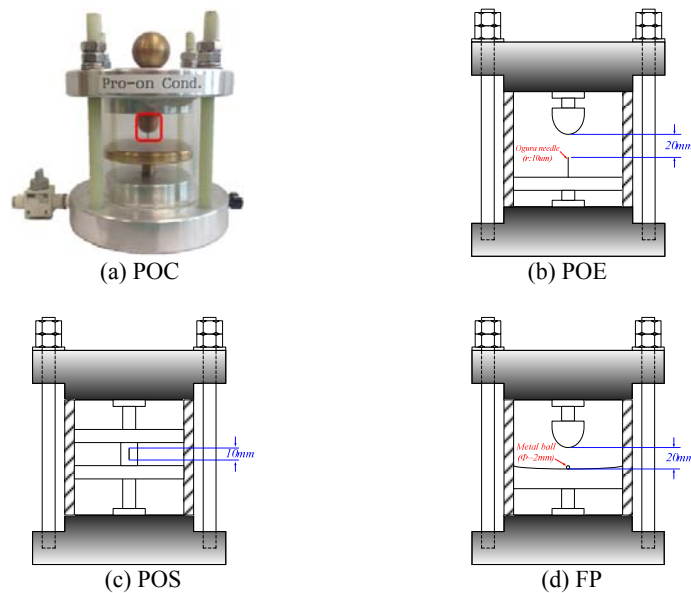 Pro-on Cond.
(a) POC
20mm
Ogura needle
(r:10um)
(b) POE
10mm
(c) POS
Metal ball
(Φ=2mm)
20mm
(d) FP